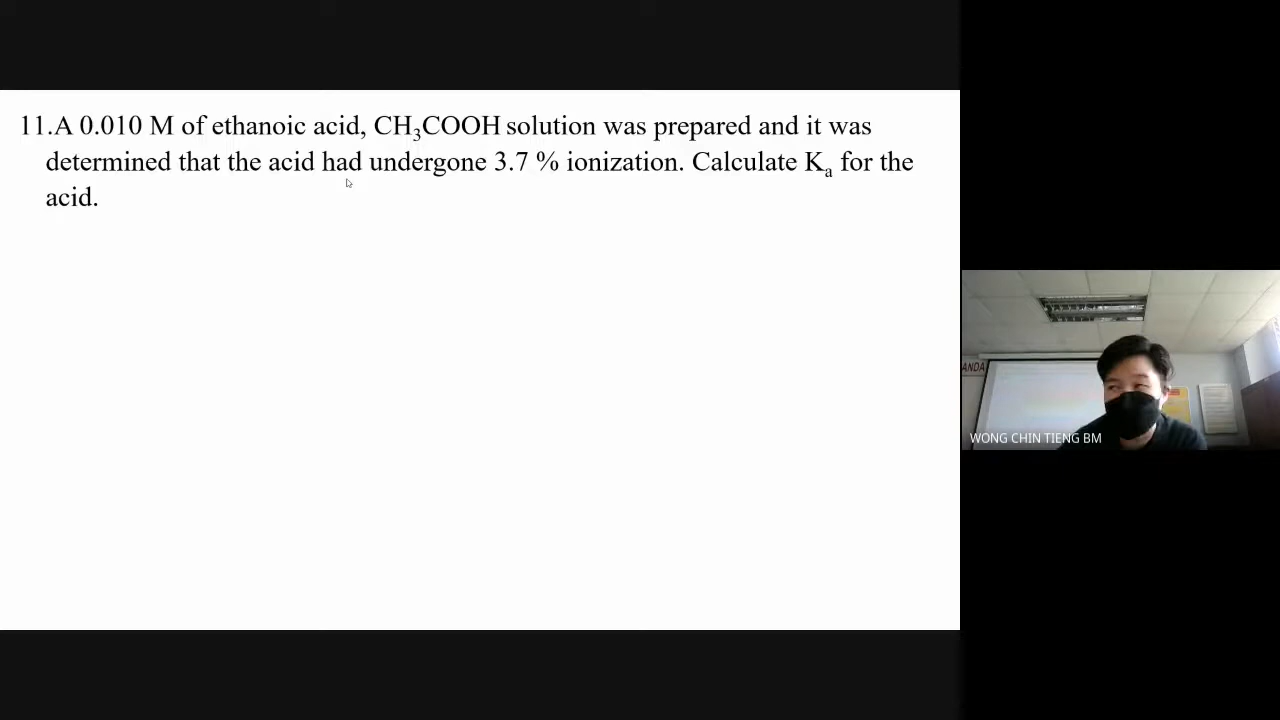 11.A 0.010 M of ethanoic acid, CH₃COOH solution was prepared and it was
determined that the acid had undergone 3.7 % ionization. Calculate Kₐ for the
acid.
ANDA
WONG CHIN TIENG BM